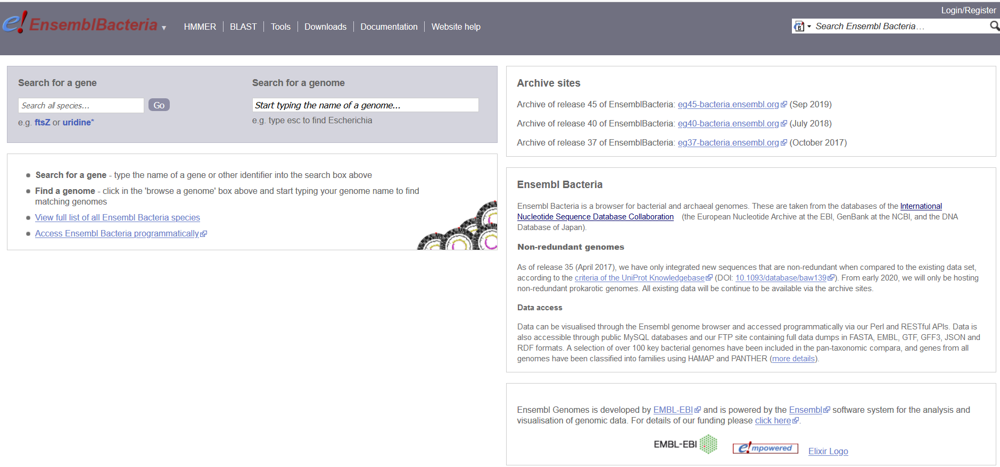 Login/Register
e! EnsemblBacteria ▼ HMMER BLAST Tools Downloads Documentation Website help
Search Ensembl Bacteria…
Search for a gene
Search all species...
Go
e.g. ftsZ or uridine*
Search for a genome
Start typing the name of a genome...
e.g. type esc to find Escherichia
Search for a gene - type the name of a gene or other identifier into the search box above
Find a genome - click in the 'browse a genome' box above and start typing your genome name to find
matching genomes
View full list of all Ensembl Bacteria species
Access Ensembl Bacteria programmatically
Archive sites
Archive of release 45 of EnsemblBacteria: eg45-bacteria.ensembl.org (Sep 2019)
Archive of release 40 of EnsemblBacteria: eg40-bacteria.ensembl.org (July 2018)
Archive of release 37 of EnsemblBacteria: eg37-bacteria.ensembl.org (October 2017)
Ensembl Bacteria
Ensembl Bacteria is a browser for bacterial and archaeal genomes. These are taken from the databases of the International
Nucleotide Sequence Database Collaboration (the European Nucleotide Archive at the EBI, GenBank at the NCBI, and the DNA
Database of Japan).
Non-redundant genomes
As of release 35 (April 2017), we have only integrated new sequences that are non-redundant when compared to the existing data set,
according to the criteria of the UniProt Knowledgebase (DOI: 10.1093/database/baw139). From early 2020, we will only be hosting
non-redundant prokarotic genomes. All existing data will be continue to be available via the archive sites.
Data access
Data can be visualised through the Ensembl genome browser and accessed programmatically via our Perl and RESTful APIs. Data is
also accessible through public MySQL databases and our FTP site containing full data dumps in FASTA, EMBL, GTF, GFF3, JSON and
RDF formats. A selection of over 100 key bacterial genomes have been included in the pan-taxonomic compara, and genes from all
genomes have been classified into families using HAMAP and PANTHER (more details).
Ensembl Genomes is developed by EMBL-EBI and is powered by the Ensembl software system for the analysis and
visualisation of genomic data. For details of our funding please click here.
EMBL-EBI e!mpowered Elixir Logo